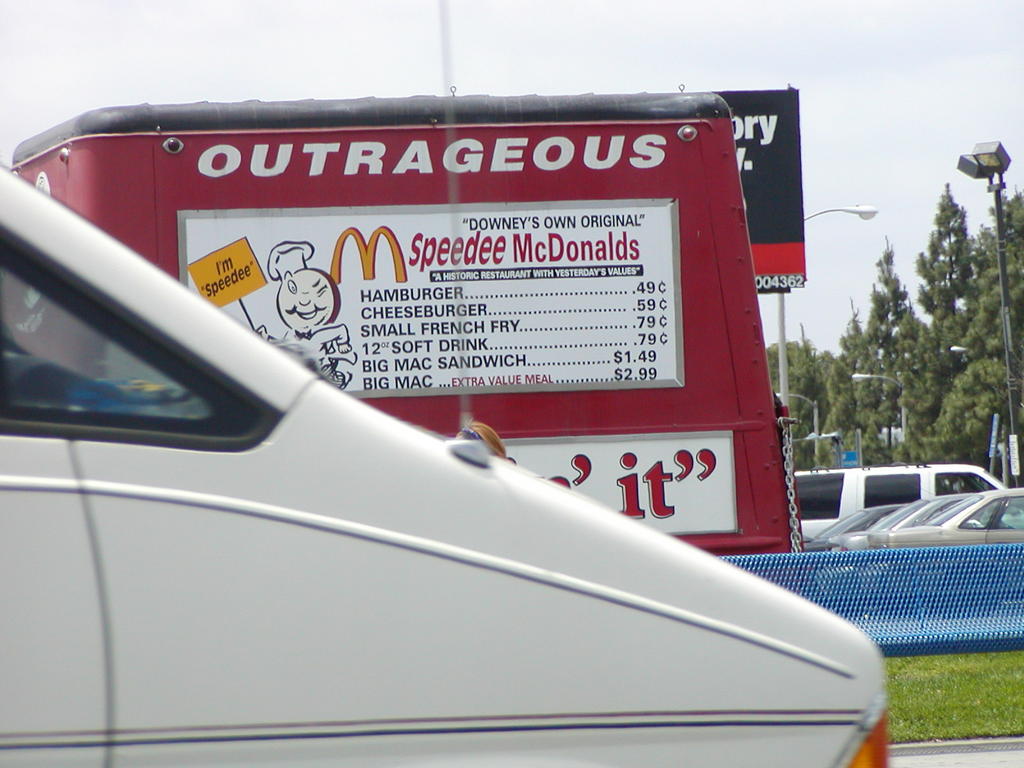 OUTRAGEOUS
"DOWNEY'S OWN ORIGINAL"
Speedee McDonalds
"A HISTORIC RESTAURANT WITH YESTERDAY'S VALUES"
I'm
"Speedee"
HAMBURGER..............................49¢
CHEESEBURGER..........................59¢
SMALL FRENCH FRY.....................79¢
12oz SOFT DRINK..........................79¢
BIG MAC SANDWICH................$1.49
BIG MAC ...EXTRA VALUE MEAL............$2.99
' it”
ory
y.
004362